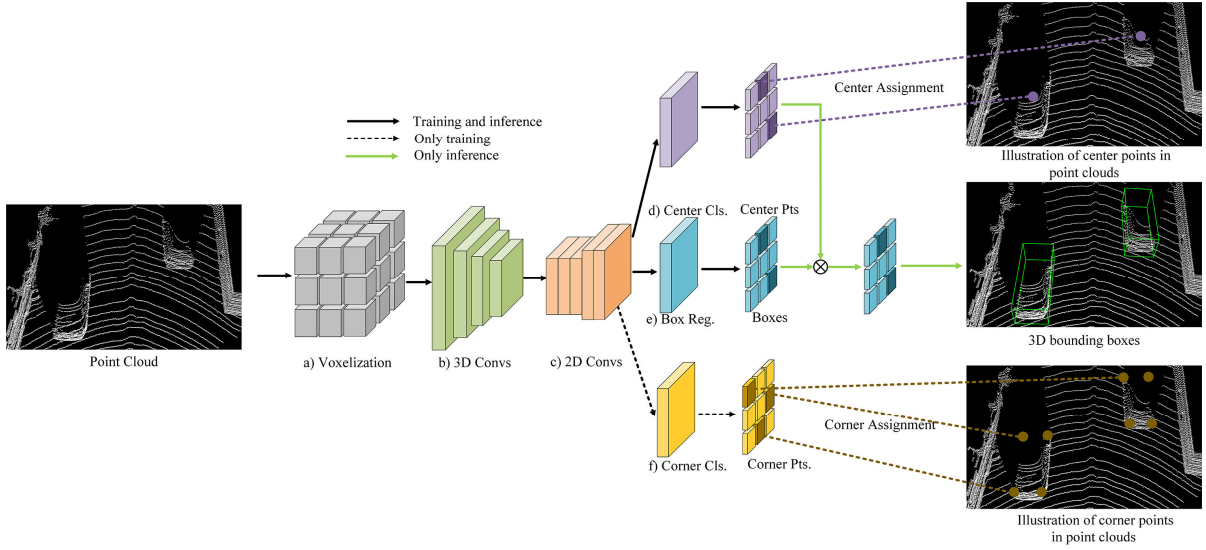 Training and inference
Only training
Only inference
Point Cloud
a) Voxelization
b) 3D Convs
c) 2D Convs
d) Center Cls.
Center Pts
e) Box Reg.
Boxes
f) Corner Cls.
Corner Pts.
Center Assignment
Corner Assignment
Illustration of center points in
point clouds
3D bounding boxes
Illustration of corner points
in point clouds